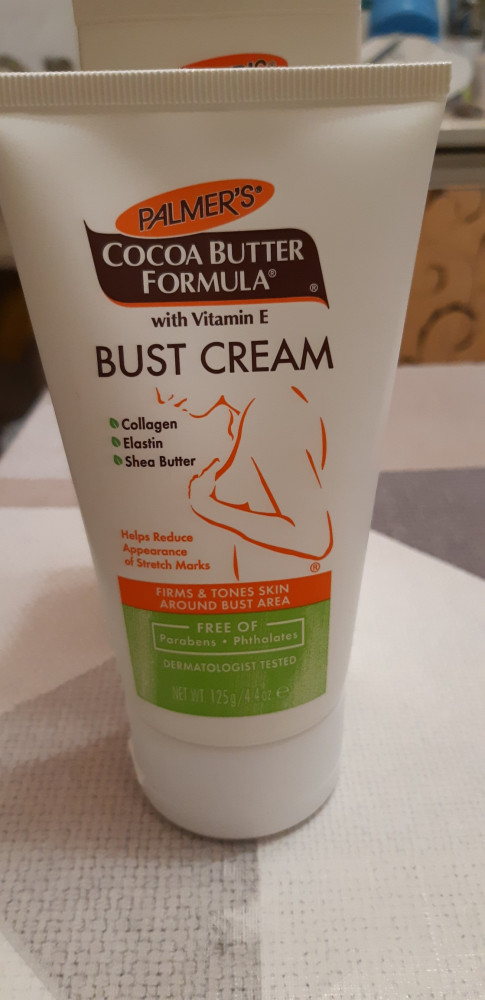 PALMER'S®
COCOA BUTTER
FORMULA®
®
with Vitamin E
BUST CREAM
Collagen
Elastin
Shea Butter
Helps Reduce
Appearance
of Stretch Marks
®
FIRMS & TONES SKIN
AROUND BUST AREA
FREE OF
Parabens • Phthalates
DERMATOLOGIST TESTED
NET WT. 125g/4.4 oz e